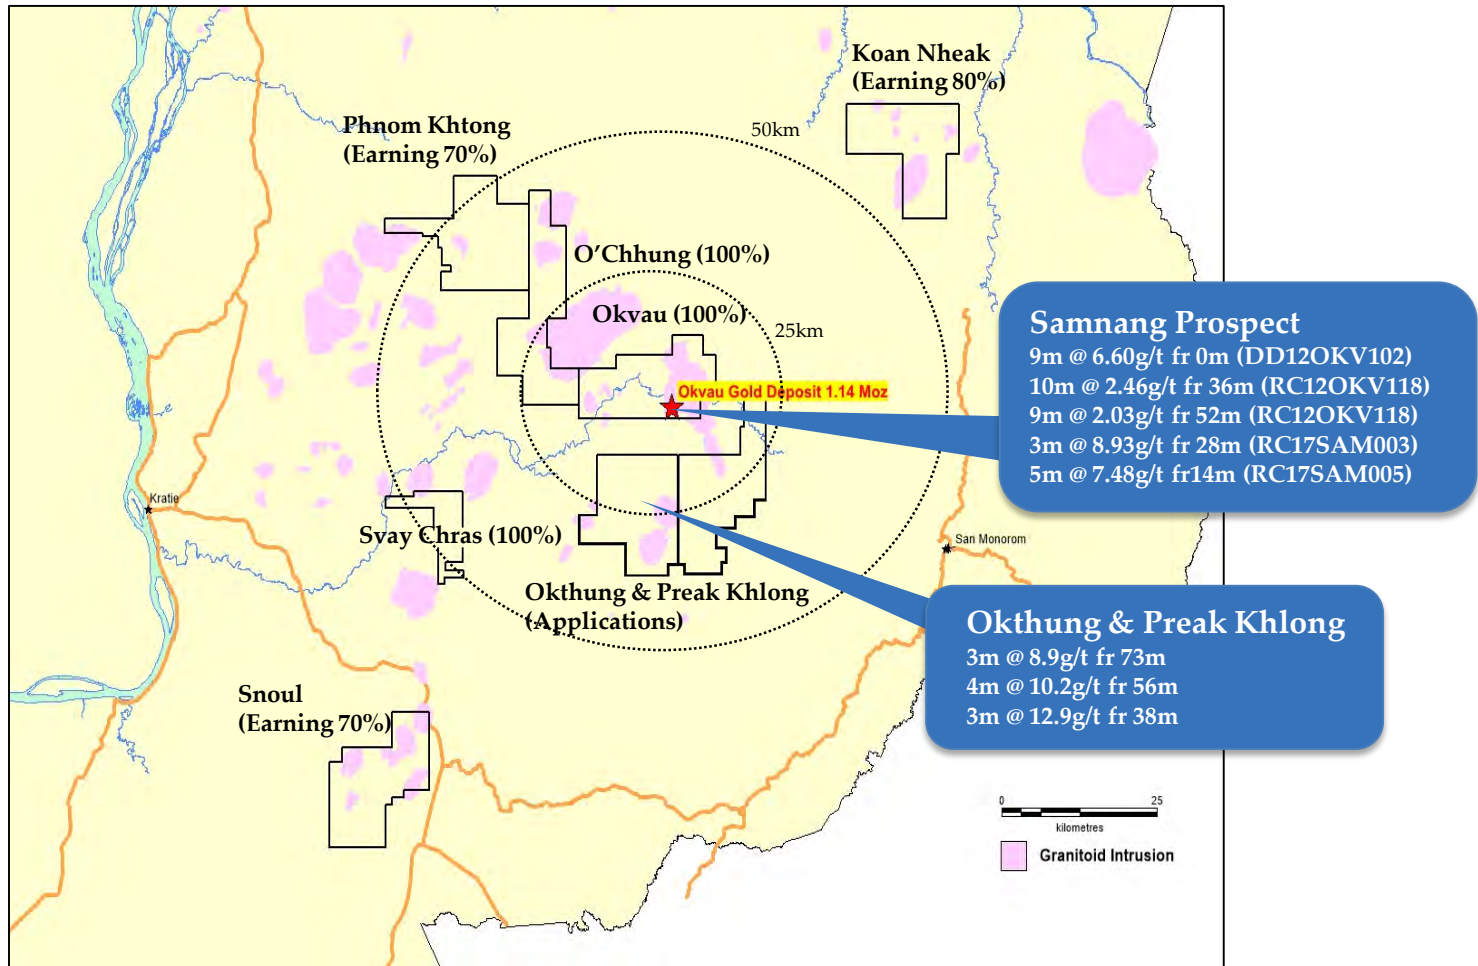 Koan Nheak
(Earning 80%)
50km
Phnom Khtong
(Earning 70%)
O'Chhung (100%)
Okvau (100%)
25km
Okvau Gold Deposit 1.14 Moz
Samnang Prospect
9m @ 6.60g/t fr 0m (DD12OKV102)
10m @ 2.46g/t fr 36m (RC12OKV118)
9m @ 2.03g/t fr 52m (RC12OKV118)
3m @ 8.93g/t fr 28m (RC17SAM003)
5m @ 7.48g/t fr14m (RC17SAM005)
Kratie
Svay Chras (100%)
San Monorom
Okthung & Preak Khlong
(Applications)
Okthung & Preak Khlong
3m @ 8.9g/t fr 73m
4m @ 10.2g/t fr 56m
3m @ 12.9g/t fr 38m
Snoul
(Earning 70%)
0 25
kilometres
Granitoid Intrusion